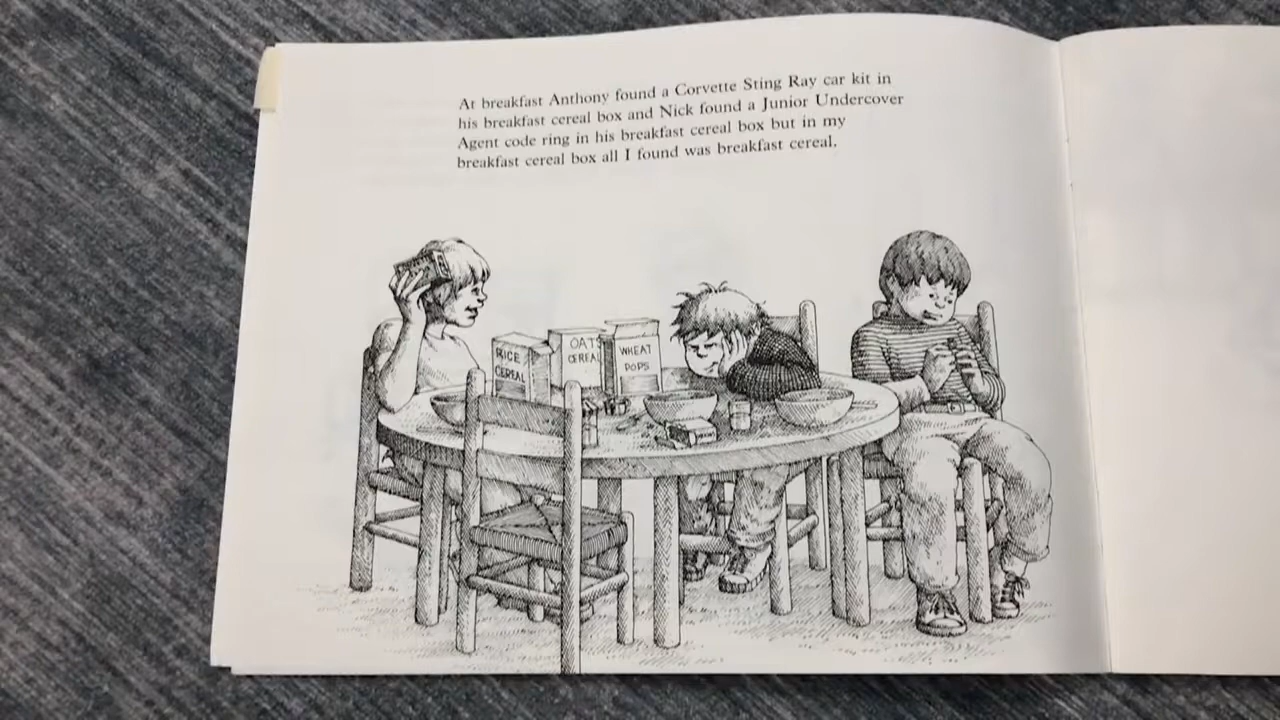 At breakfast Anthony found a Corvette Sting Ray car kit in
his breakfast cereal box and Nick found a Junior Undercover
Agent code ring in his breakfast cereal box but in my
breakfast cereal box all I found was breakfast cereal.
RICE
CEREAL
OATS
CEREAL
WHEAT
POPS